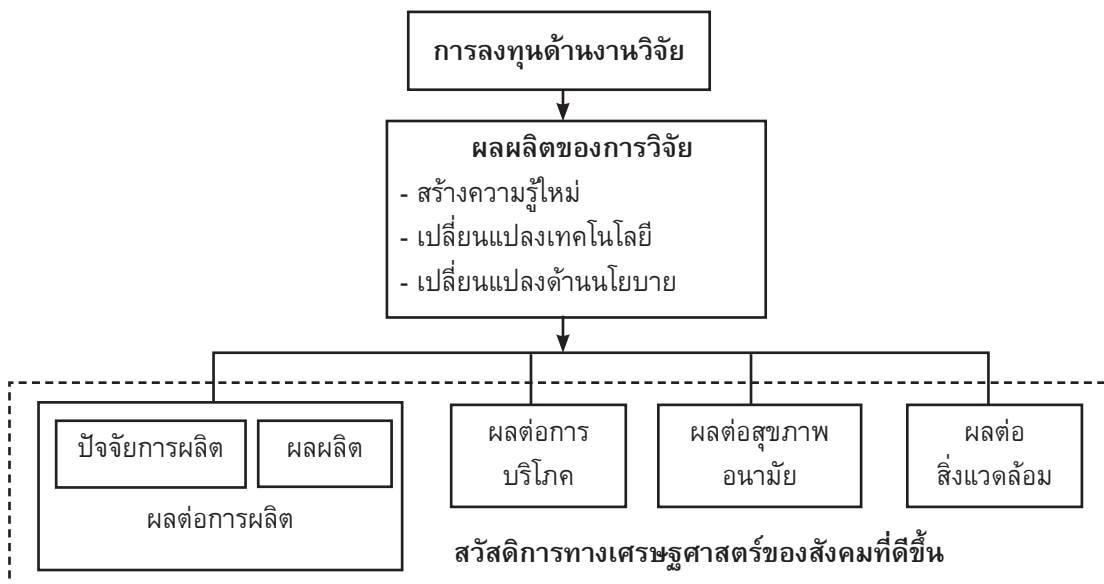 การลงทุนด้านงานวิจัย
ผลผลิตของการวิจัย
- สร้างความรู้ใหม่
- เปลี่ยนแปลงเทคโนโลยี
- เปลี่ยนแปลงด้านนโยบาย
ปัจจัยการผลิต
ผลผลิต
ผลต่อการผลิต
ผลต่อการ
บริโภค
ผลต่อสุขภาพ
อนามัย
ผลต่อ
สิ่งแวดล้อม
สวัสดิการทางเศรษฐศาสตร์ของสังคมที่ดีขึ้น